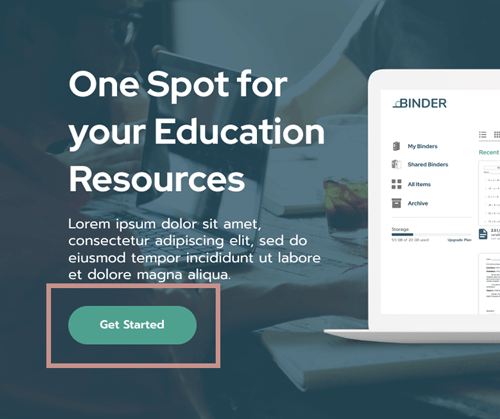 One Spot for
your Education
Resources
Lorem ipsum dolor sit amet,
consectetur adipiscing elit, sed do
eiusmod tempor incididunt ut labore
et dolore magna aliqua.
Get Started
BINDER
My Binders
Shared Binders
All Items
Archive
Recent
Storage
Upgrade Plan